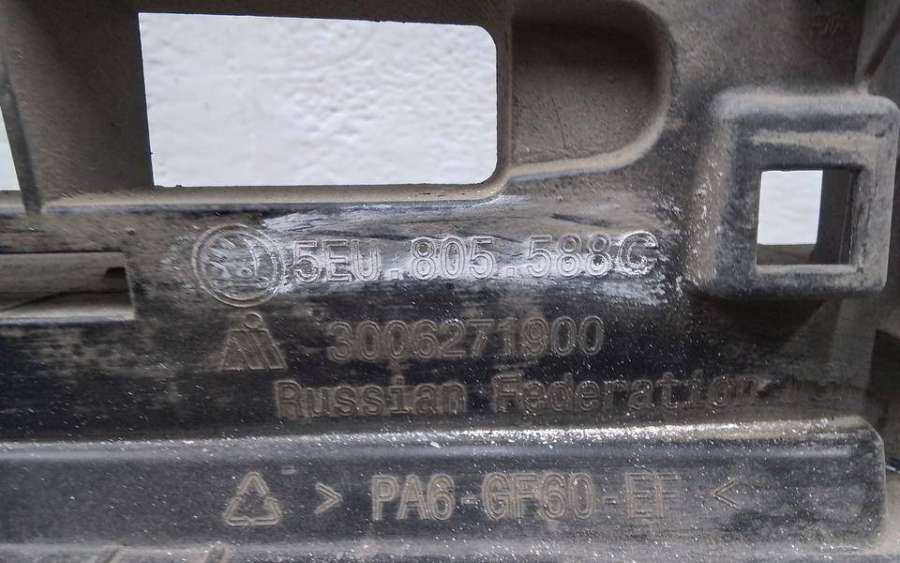 5EU.805.588C
3006271900
Russian Federation
> PA6-GF60-EF <